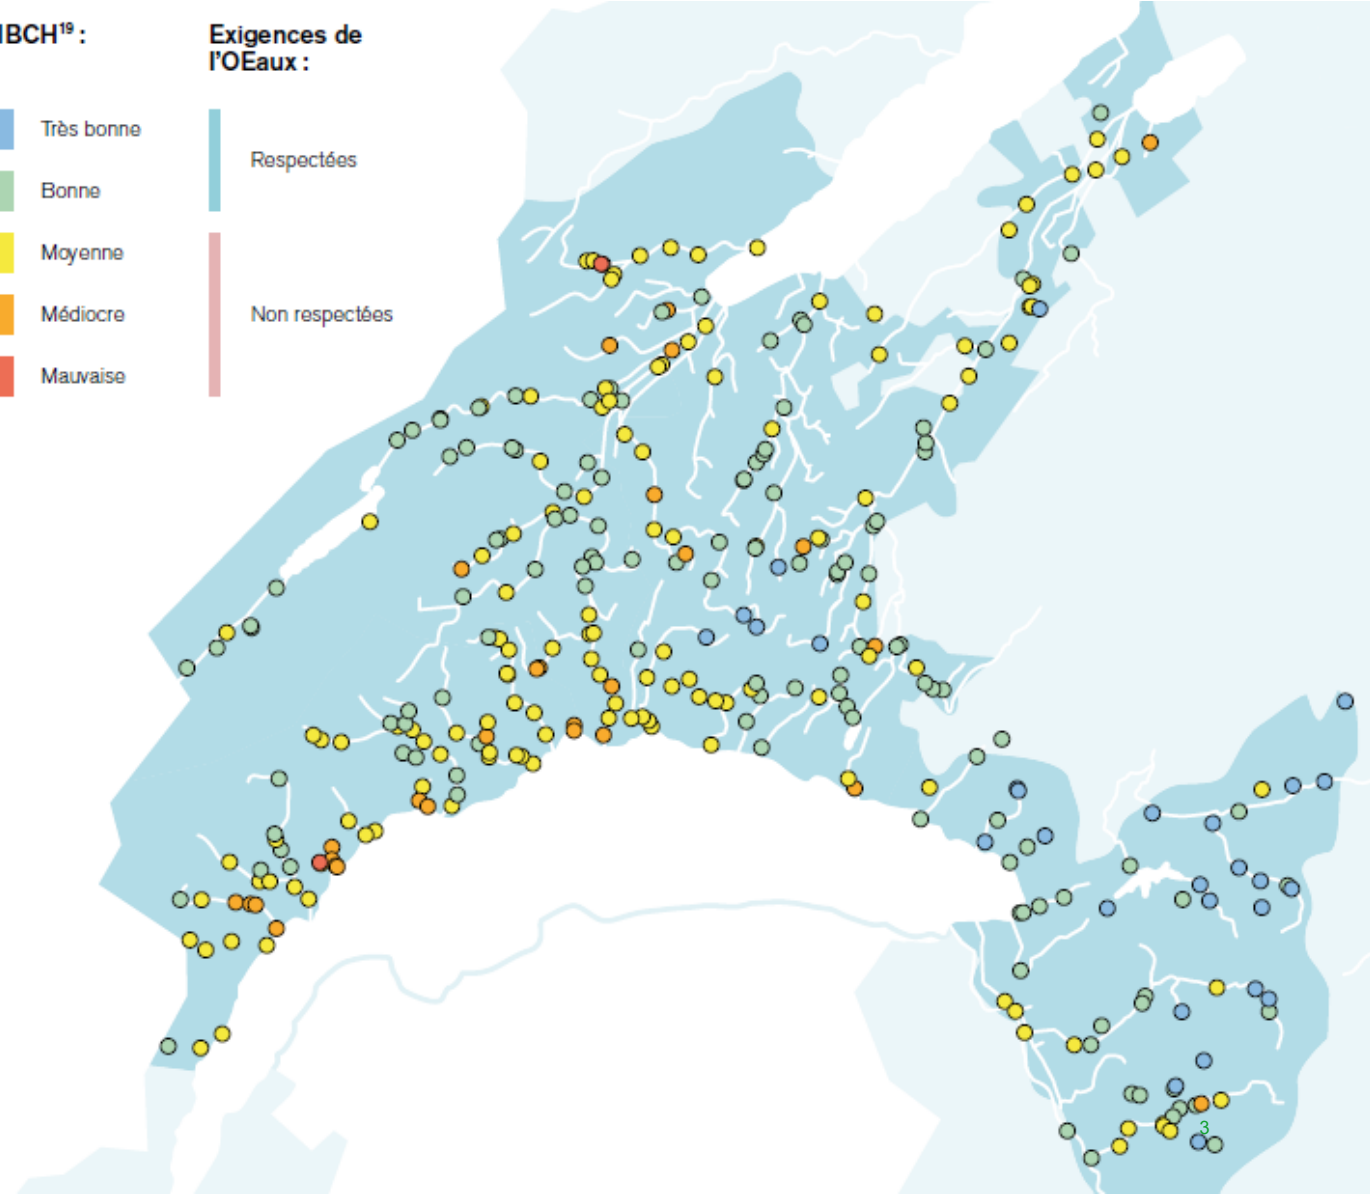 IBCH¹⁹ :
Très bonne
Bonne
Moyenne
Médiocre
Mauvaise
Exigences de
l’OEaux :
Respectées
Non respectées
3